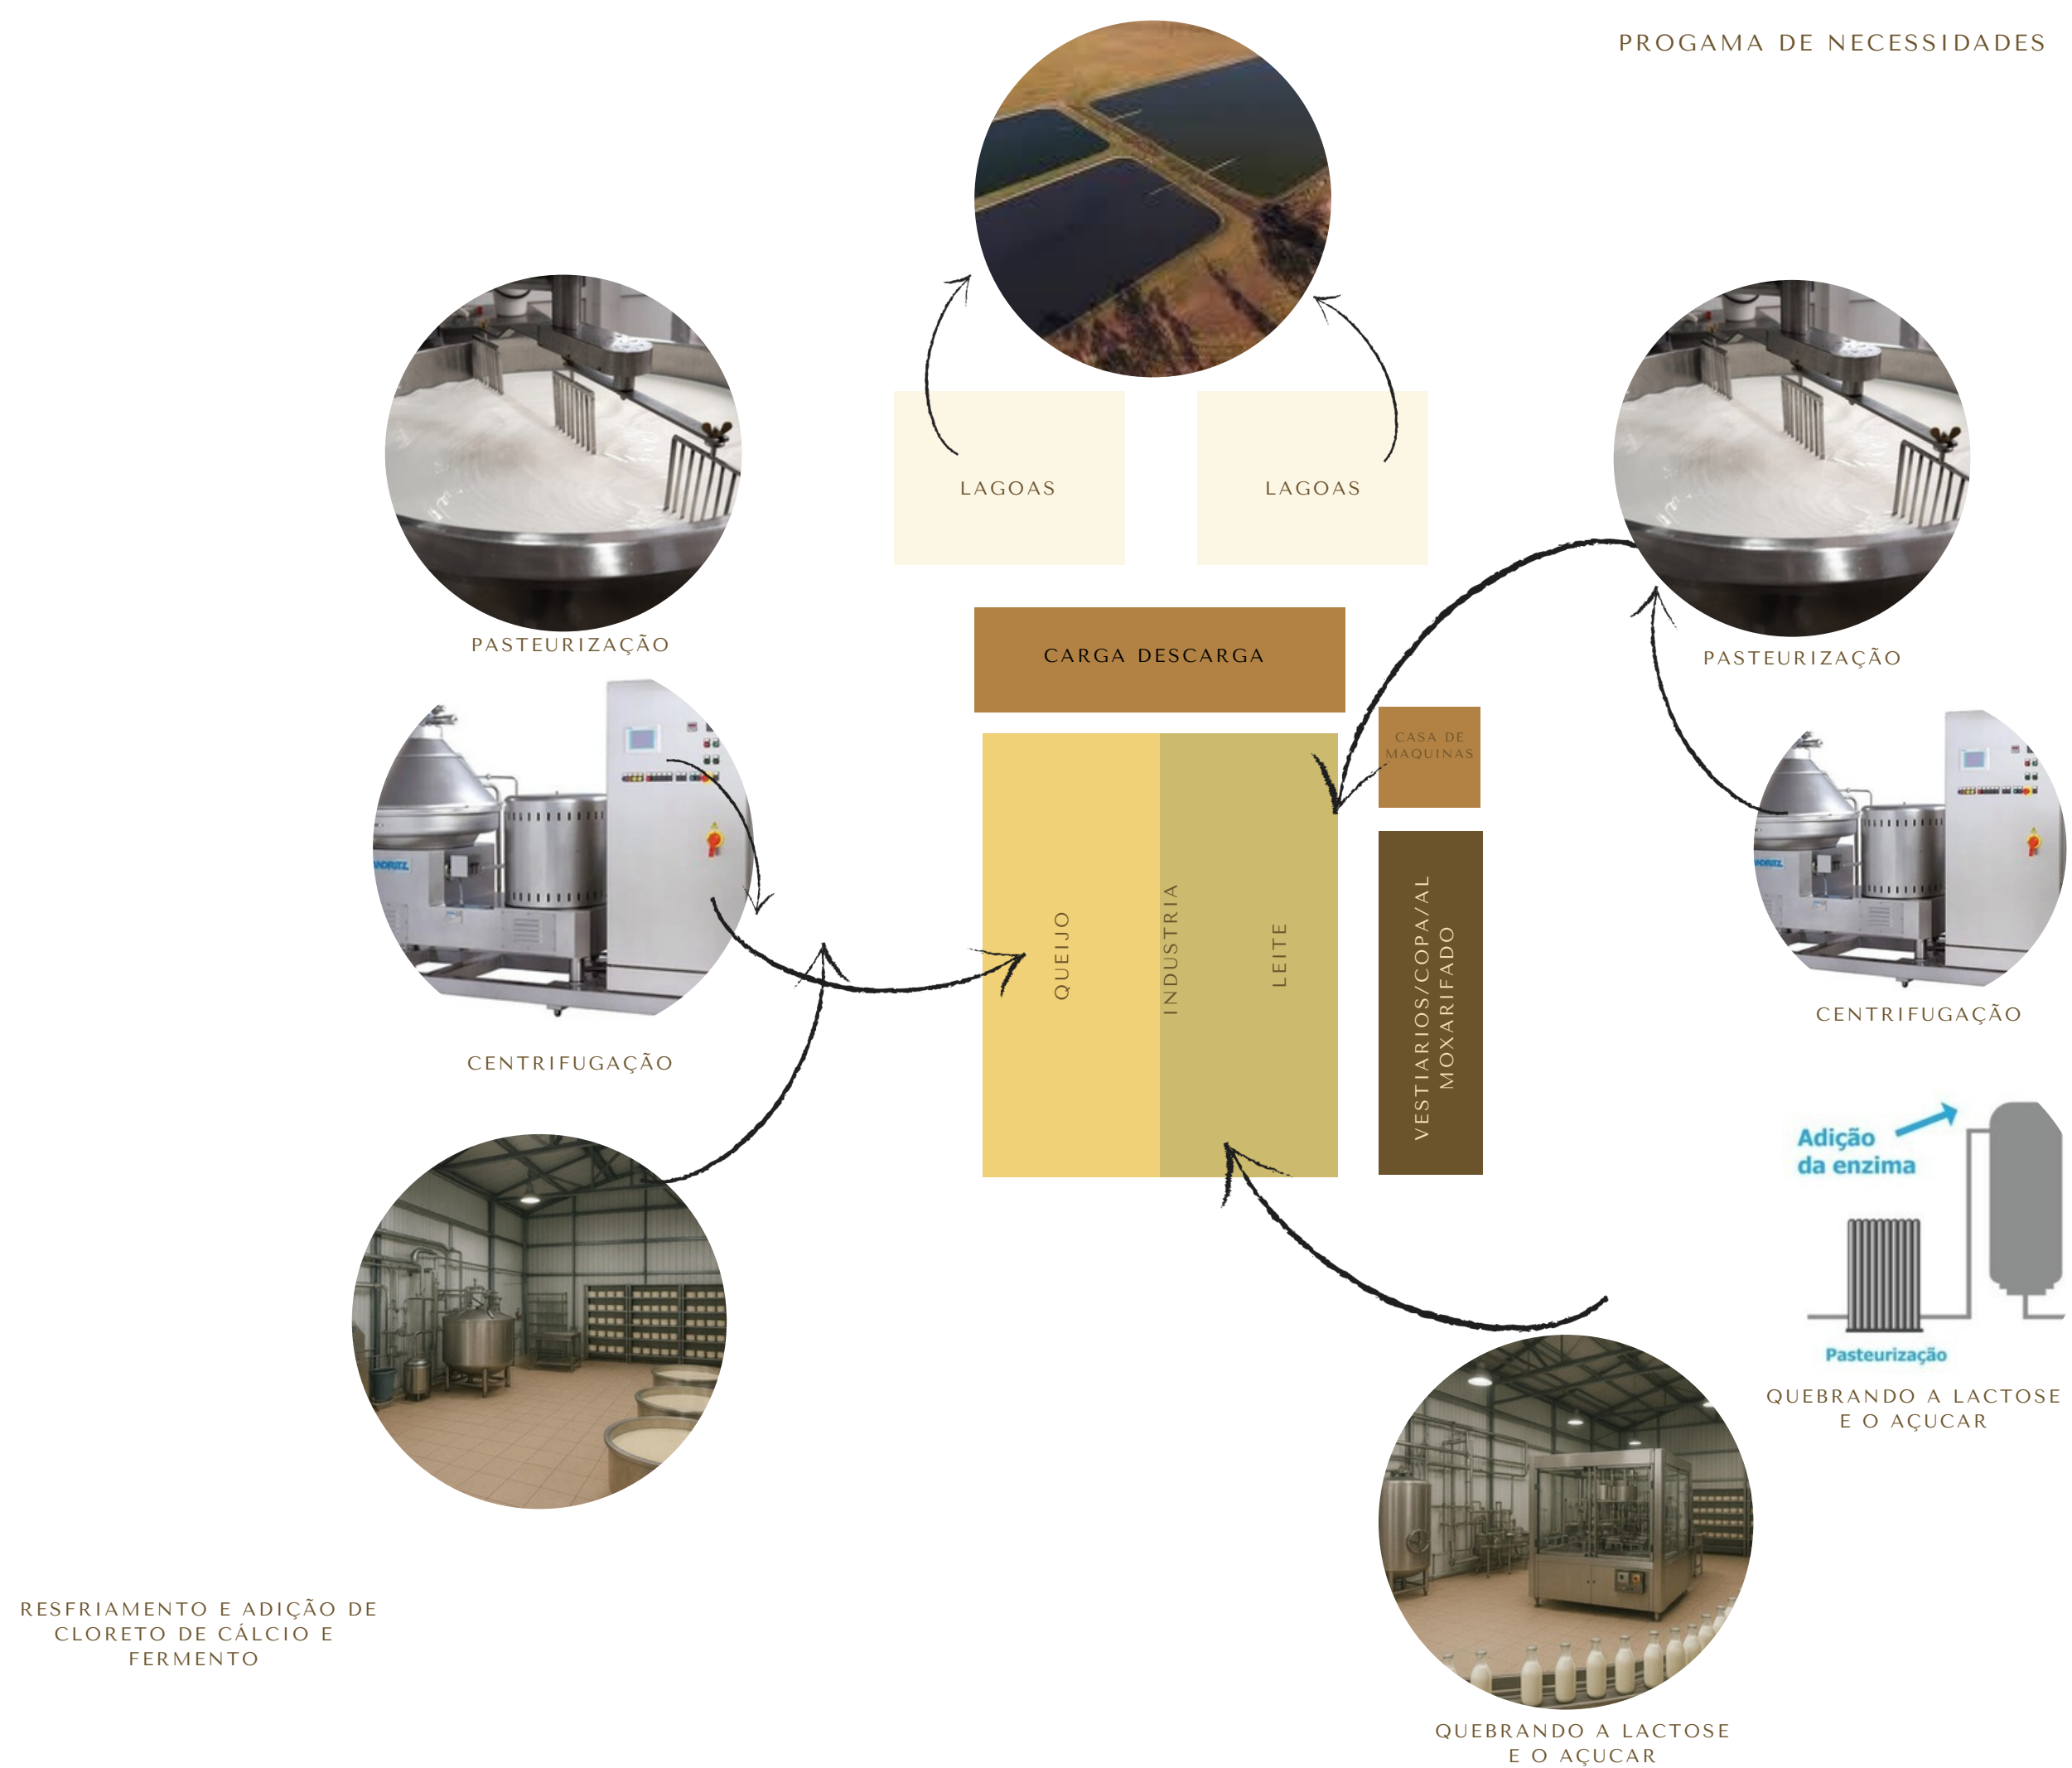 PROGAMA DE NECESSIDADES
LAGOAS
LAGOAS
PASTEURIZAÇÃO
CARGA DESCARGA
PASTEURIZAÇÃO
CASA DE
MAQUINAS
QUEIJO
INDUSTRIA
LEITE
VESTIARIOS/COPA/AL
MOXARIFADO
CENTRIFUGAÇÃO
CENTRIFUGAÇÃO
Adição
da enzima
Pasteurização
QUEBRANDO A LACTOSE
E O AÇUCAR
RESFRIAMENTO E ADIÇÃO DE
CLORETO DE CÁLCIO E
FERMENTO
QUEBRANDO A LACTOSE
E O AÇUCAR